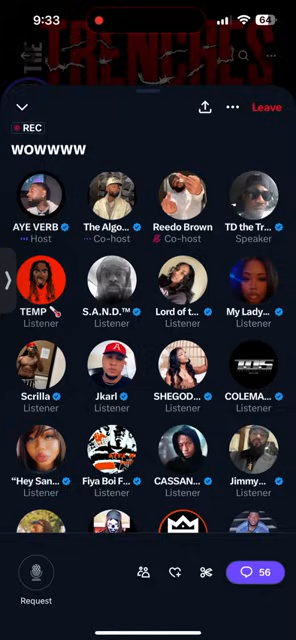 9:33
64
THE
TRENCHES
Leave
REC
WOWWWW
AYE VERB
The Algo...
Reedo Brown
TD the Tr...
Host
Co-host
Co-host
Speaker
TEMP
S.A.N.D.™
Lord of t...
My Lady...
Listener
Listener
Listener
Listener
Scrilla
Jkarl
SHEGOD...
COLEMA...
Listener
Listener
Listener
Listener
"Hey San...
Fiya Boi F...
CASSAN...
Jimmy...
Listener
Listener
Listener
Listener
Request
56